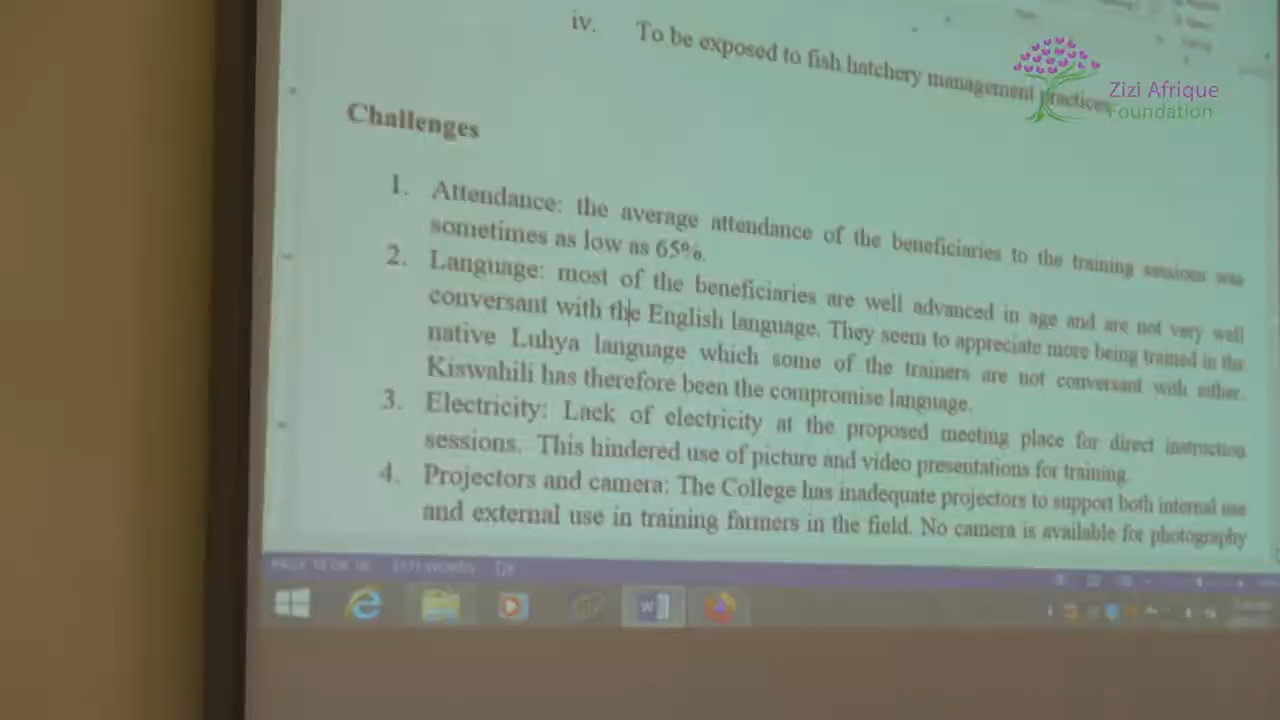 iv. To be exposed to fish hatchery management practices
Zizi Afrique
Foundation
Challenges
1. Attendance: the average attendance of the beneficiaries to the training sessions was
sometimes as low as 65%.
2. Language: most of the beneficiaries are well advanced in age and are not very well
conversant with the English language. They seem to appreciate more being trained in the
native Luhya language which some of the trainers are not conversant with either.
Kiswahili has therefore been the compromise language.
3. Electricity: Lack of electricity at the proposed meeting place for direct instruction
sessions. This hindered use of picture and video presentations for training.
4. Projectors and camera: The College has inadequate projectors to support both internal use
and external use in training farmers in the field. No camera is available for photography